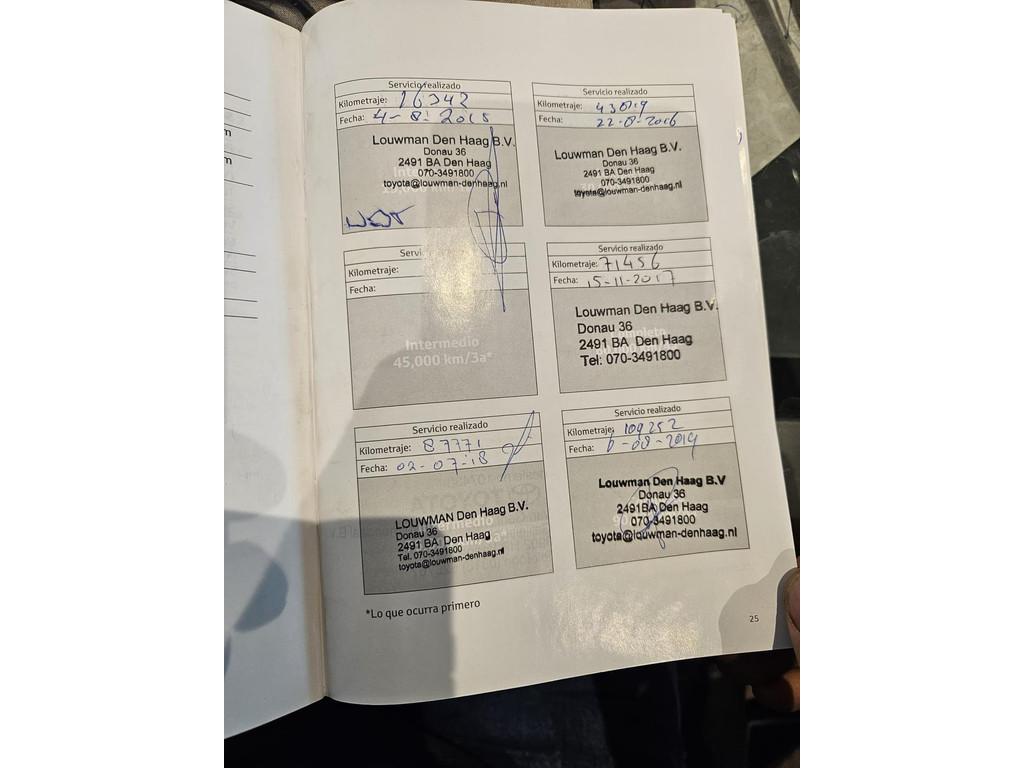 Servicio realizado
Kilometraje: 16342
Fecha: 4-8-2015
Louwman Den Haag B.V.
Donau 36
2491 BA Den Haag
070-3491800
toyota@louwman-denhaag.nl
Servicio realizado
Kilometraje: 43019
Fecha: 22-8-2016
Louwman Den Haag B.V.
Donau 36
2491 BA Den Haag
070-3491800
toyota@louwman-denhaag.nl
Kilometraje:
Fecha:
Intermedio
45,000 km/3a*
Servicio realizado
Kilometraje: 71456
Fecha: 15-11-2017
Louwman Den Haag B.V.
Donau 36
2491 BA Den Haag
Tel: 070-3491800
Servicio realizado
Kilometraje: 87771
Fecha: 02-07-18
LOUWMAN Den Haag B.V.
Donau 36
2491 BA Den Haag
Tel. 070-3491800
toyota@louwman-denhaag.nl
Servicio realizado
Kilometraje: 109252
Fecha: 6-08-2019
Louwman Den Haag B.V
Donau 36
2491BA Den Haag
070-3491800
toyota@louwman-denhaag.nl
*Lo que ocurra primero
25